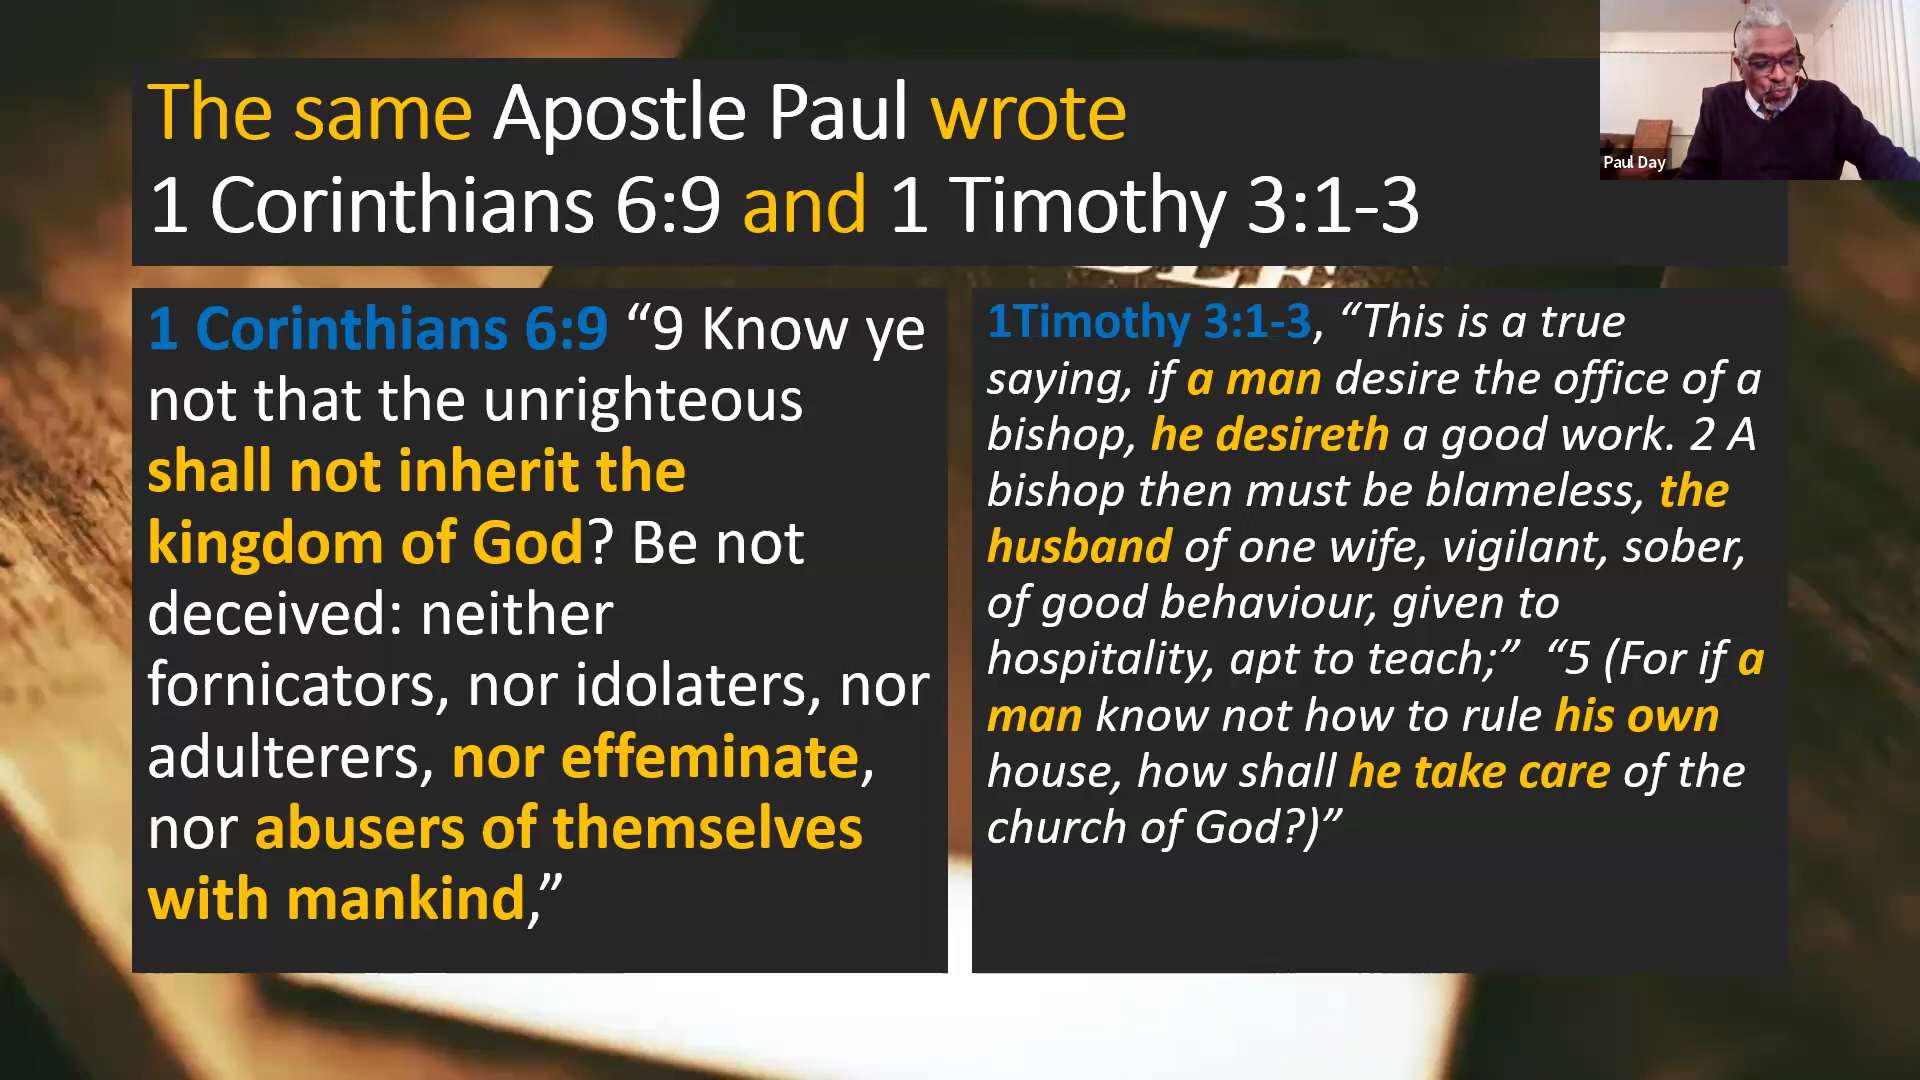 The same Apostle Paul wrote
1 Corinthians 6:9 and 1 Timothy 3:1-3
Paul Day
1 Corinthians 6:9 “9 Know ye
not that the unrighteous
shall not inherit the
kingdom of God? Be not
deceived: neither
fornicators, nor idolaters, nor
adulterers, nor effeminate,
nor abusers of themselves
with mankind,”
1Timothy 3:1-3, “This is a true
saying, if a man desire the office of a
bishop, he desireth a good work. 2 A
bishop then must be blameless, the
husband of one wife, vigilant, sober,
of good behaviour, given to
hospitality, apt to teach;”  “5 (For if a
man know not how to rule his own
house, how shall he take care of the
church of God?)”